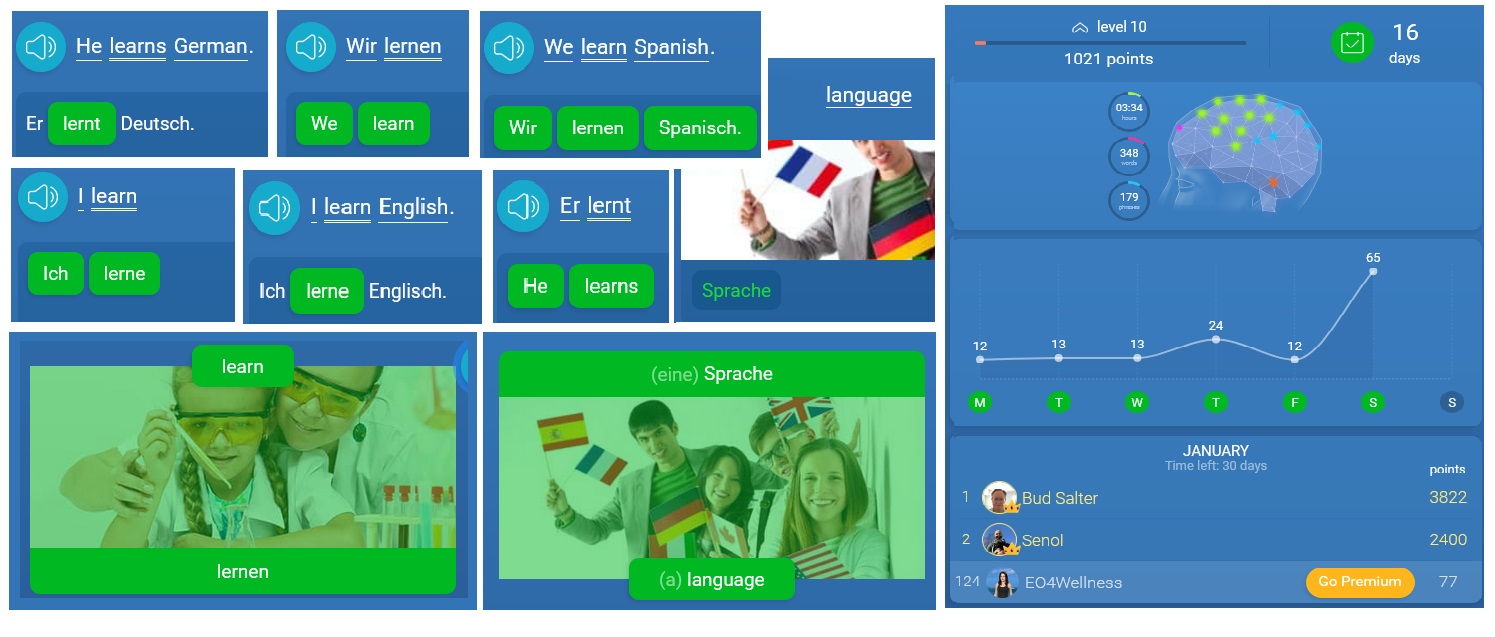 He learns German.
Er lernt Deutsch.
Wir lernen
We learn
We learn Spanish.
Wir lernen Spanisch.
language
Sprache
I learn
Ich lerne
I learn English.
Ich lerne Englisch.
Er lernt
He learns
learn
lernen
(eine) Sprache
(a) language
level 10
1021 points
16
days
03:34
hours
348
words
179
phrases
65
24
12 13 13 12
M T W T F S S
JANUARY
Time left: 30 days
points
1 Bud Salter 3822
2 Senol 2400
124 EO4Wellness Go Premium 77